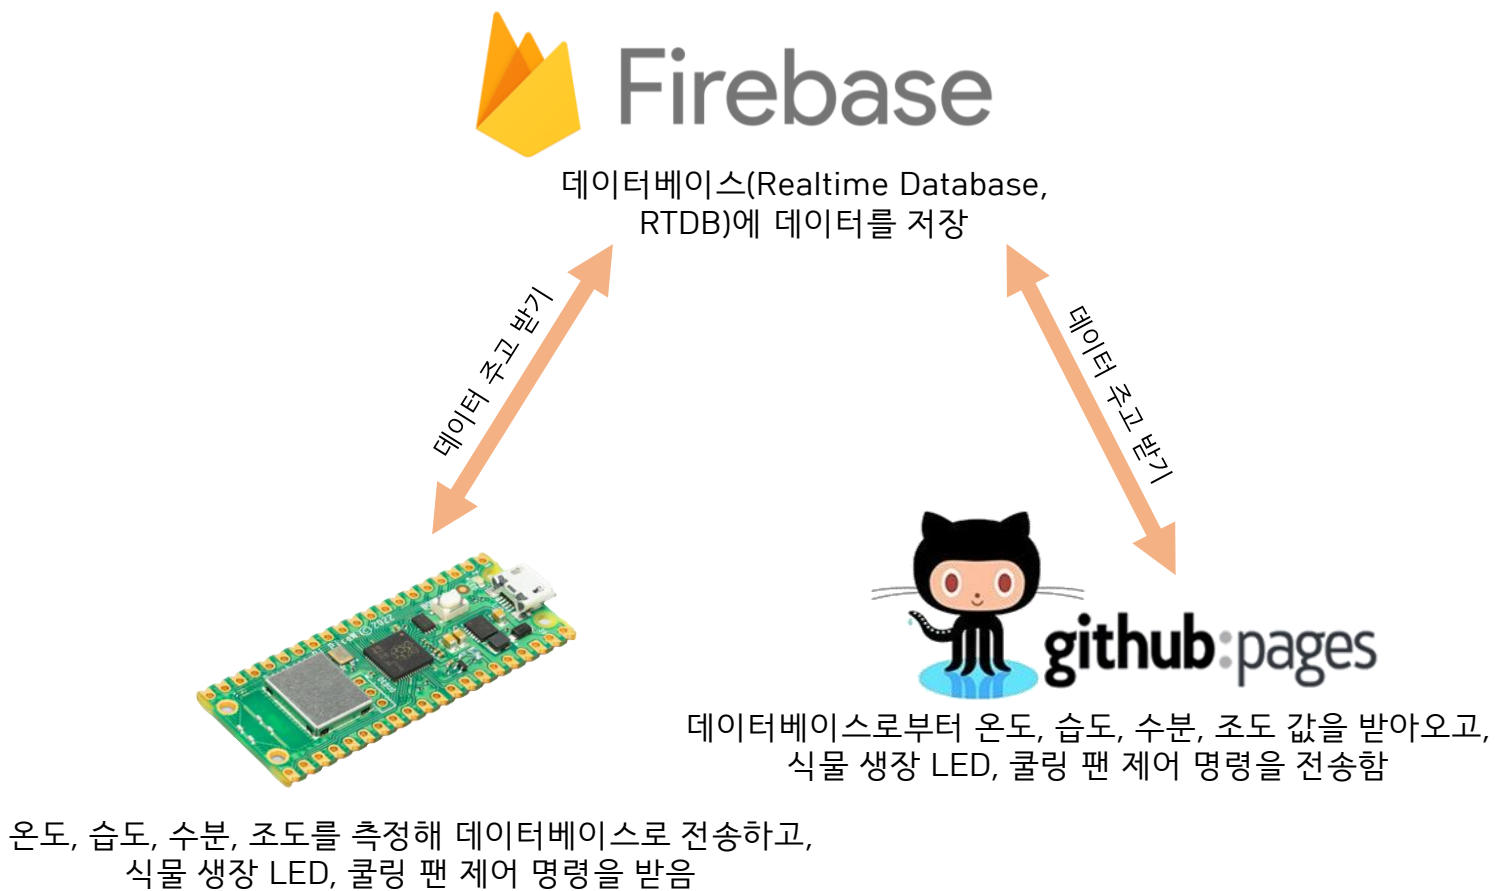 Firebase
데이터베이스(Realtime Database,
RTDB)에 데이터를 저장
데이터 주고 받기
데이터 주고 받기
github:pages
데이터베이스로부터 온도, 습도, 수분, 조도 값을 받아오고,
식물 생장 LED, 쿨링 팬 제어 명령을 전송함
온도, 습도, 수분, 조도를 측정해 데이터베이스로 전송하고,
식물 생장 LED, 쿨링 팬 제어 명령을 받음